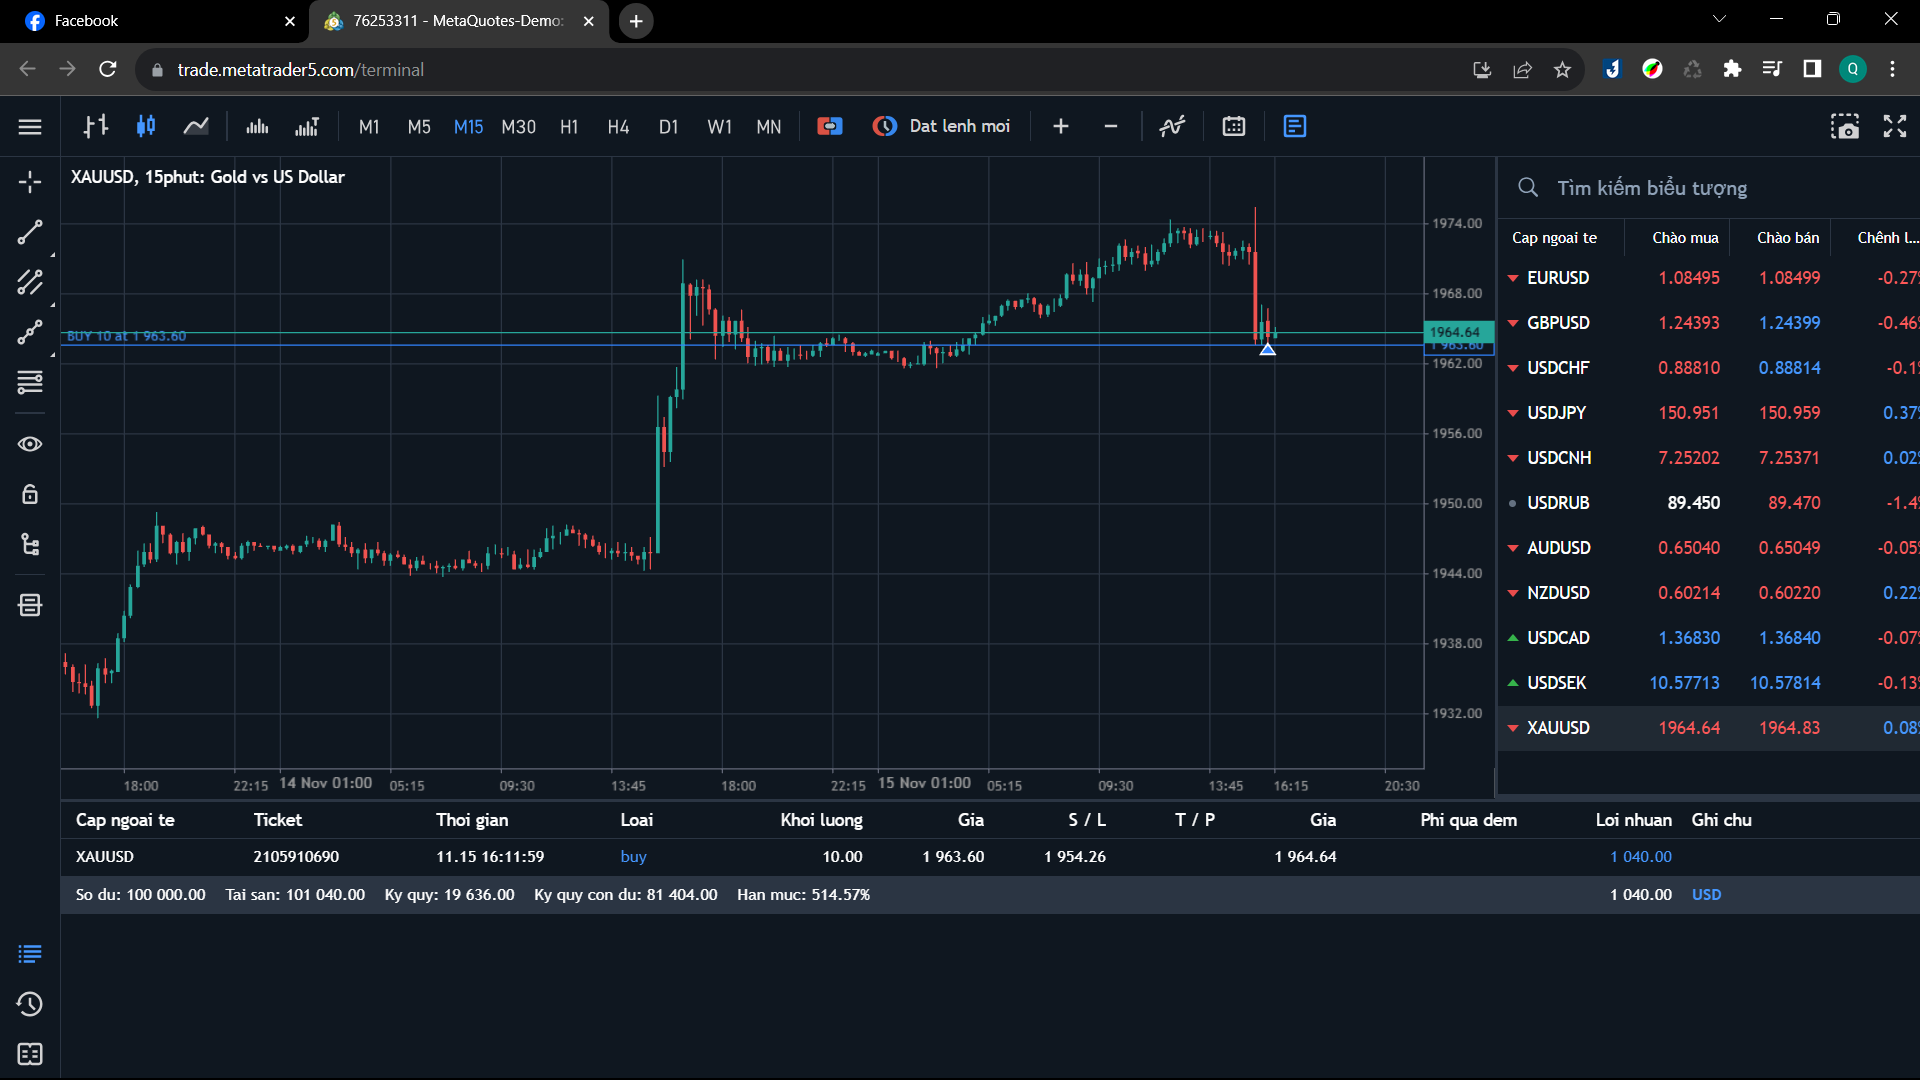 Facebook
76253311 - MetaQuotes-Demo:
trade.metatrader5.com/terminal
Q
M1 M5 M15 M30 H1 H4 D1 W1 MN Dat lenh moi
XAUUSD, 15phut: Gold vs US Dollar
BUY 10 at 1 963.60
1974.00
1968.00
1964.64
1 963.60
1962.00
1956.00
1950.00
1944.00
1938.00
1932.00
18:00 22:15 14 Nov 01:00 05:15 09:30 13:45 18:00 22:15 15 Nov 01:00 05:15 09:30 13:45 16:15 20:30
Tìm kiếm biểu tượng
Cap ngoai te Chào mua Chào bán Chênh l...
EURUSD 1.08495 1.08499 -0.27%
GBPUSD 1.24393 1.24399 -0.46%
USDCHF 0.88810 0.88814 -0.1
USDJPY 150.951 150.959 0.37%
USDCNH 7.25202 7.25371 0.02%
USDRUB 89.450 89.470 -1.4
AUDUSD 0.65040 0.65049 -0.05%
NZDUSD 0.60214 0.60220 0.22%
USDCAD 1.36830 1.36840 -0.07%
USDSEK 10.57713 10.57814 -0.13%
XAUUSD 1964.64 1964.83 0.08%
Cap ngoai te Ticket Thoi gian Loai Khoi luong Gia S / L T / P Gia Phi qua dem Loi nhuan Ghi chu
XAUUSD 2105910690 11.15 16:11:59 buy 10.00 1 963.60 1 954.26 1 964.64 1 040.00
So du: 100 000.00 Tai san: 101 040.00 Ky quy: 19 636.00 Ky quy con du: 81 404.00 Han muc: 514.57% 1 040.00 USD